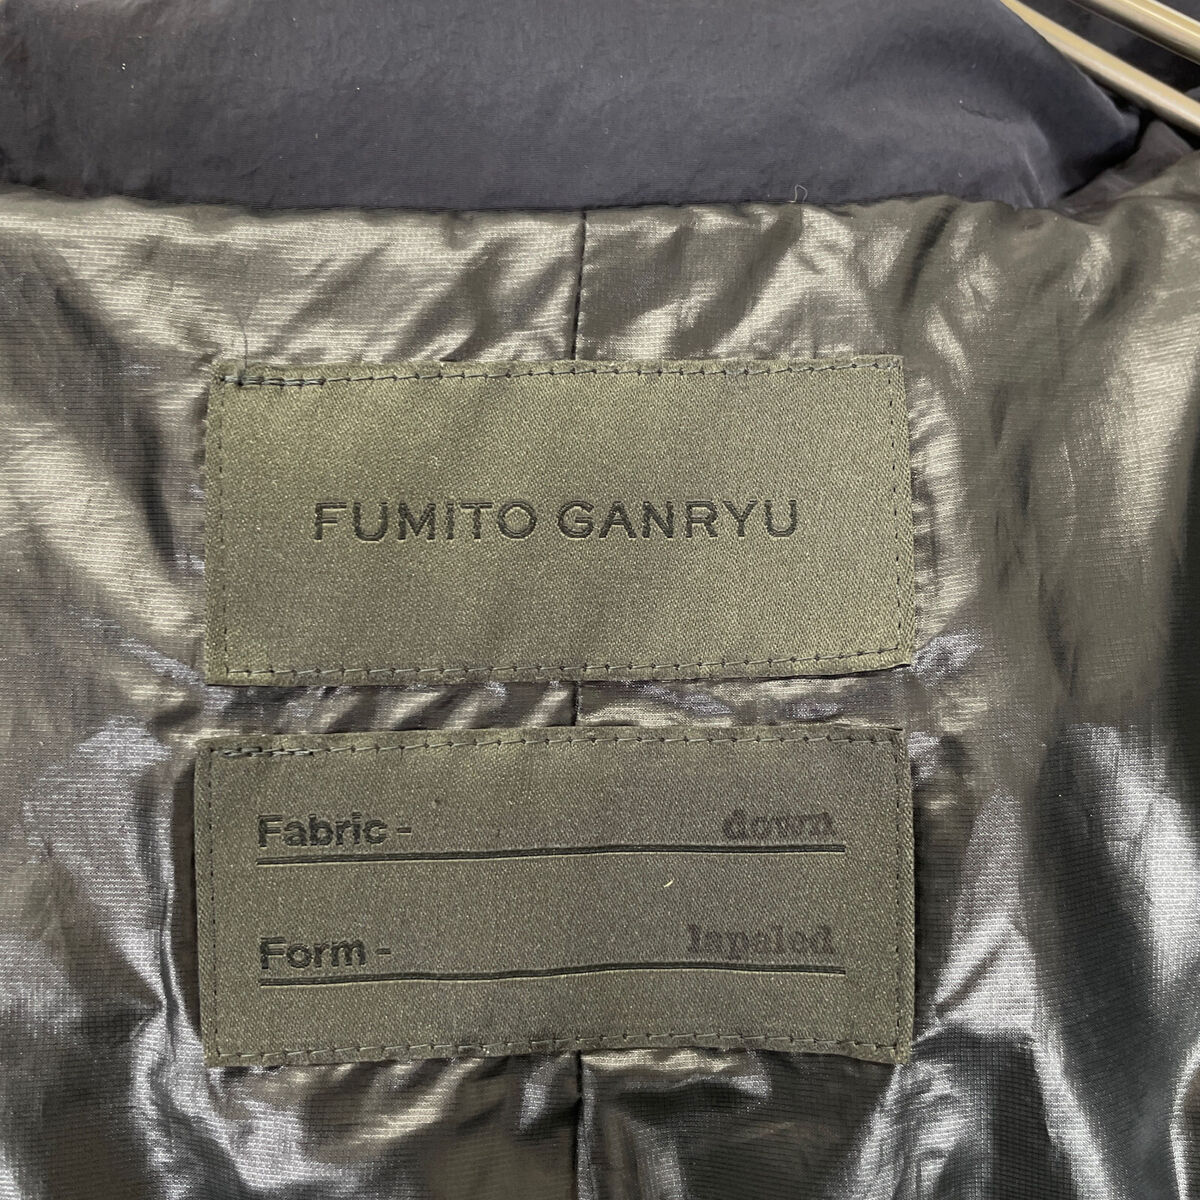 FUMITO GANRYU
Fabric - down
Form - lapaled